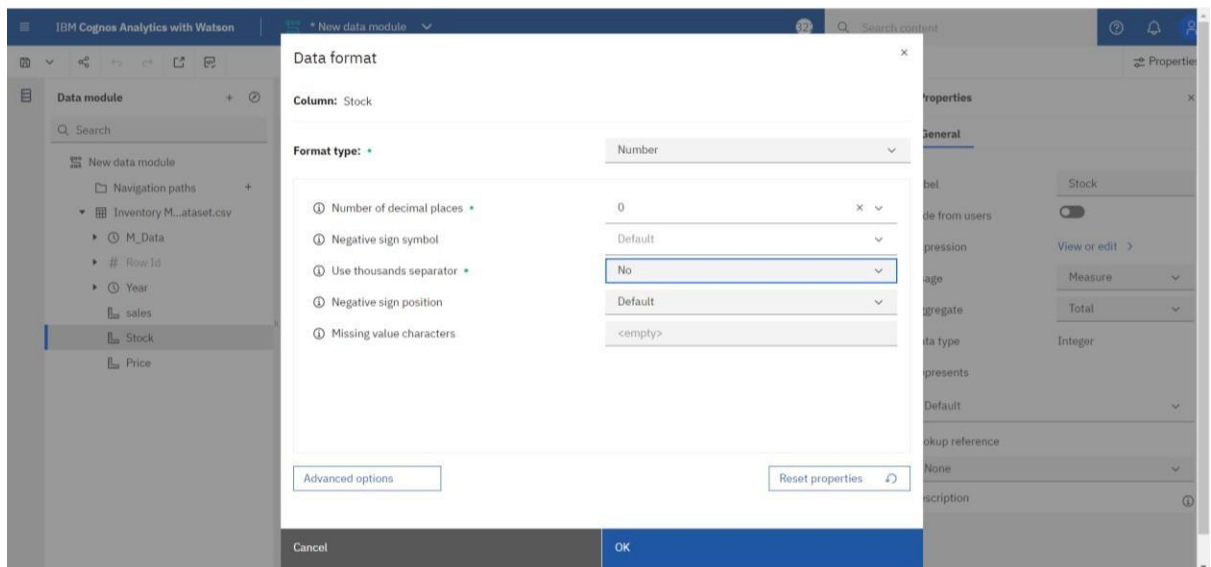 IBM Cognos Analytics with Watson
* New data module
32
Search content
Properties
Data module
Search
New data module
Navigation paths
Inventory M...ataset.csv
M_Data
# Row Id
Year
sales
Stock
Price
Data format
Column: Stock
Format type: Number
Number of decimal places 0
Negative sign symbol Default
Use thousands separator No
Negative sign position Default
Missing value characters <empty>
Advanced options
Reset properties
Cancel
OK
Properties
General
bel Stock
de from users
pression View or edit
age Measure
ggregate Total
ta type Integer
presents
Default
okup reference
None
scription